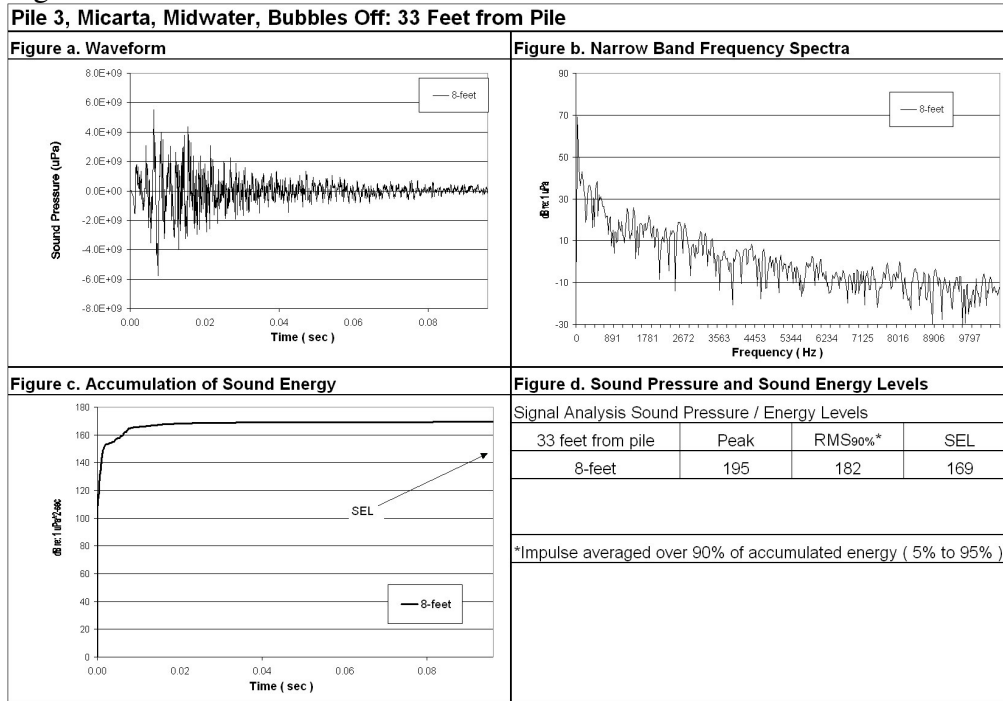 Pile 3, Micarta, Midwater, Bubbles Off: 33 Feet from Pile
Figure a. Waveform
8.0E+09
6.0E+09
4.0E+09
2.0E+09
0.0E+00
-2.0E+09
-4.0E+09
-6.0E+09
-8.0E+09
Sound Pressure (uPa)
8-feet
0.00 0.02 0.04 0.06 0.08
Time ( sec )
Figure b. Narrow Band Frequency Spectra
90
70
50
30
10
-10
-30
dB re: 1 uPa
8-feet
0 891 1781 2672 3563 4453 5344 6234 7125 8016 8906 9797
Frequency ( Hz )
Figure c. Accumulation of Sound Energy
180
160
140
120
100
80
60
40
20
0
dB re: 1 uPa^2-sec
SEL
8-feet
0.00 0.02 0.04 0.06 0.08
Time ( sec )
Figure d. Sound Pressure and Sound Energy Levels
Signal Analysis Sound Pressure / Energy Levels
33 feet from pile Peak RMS90%* SEL
8-feet 195 182 169
*Impulse averaged over 90% of accumulated energy ( 5% to 95% )